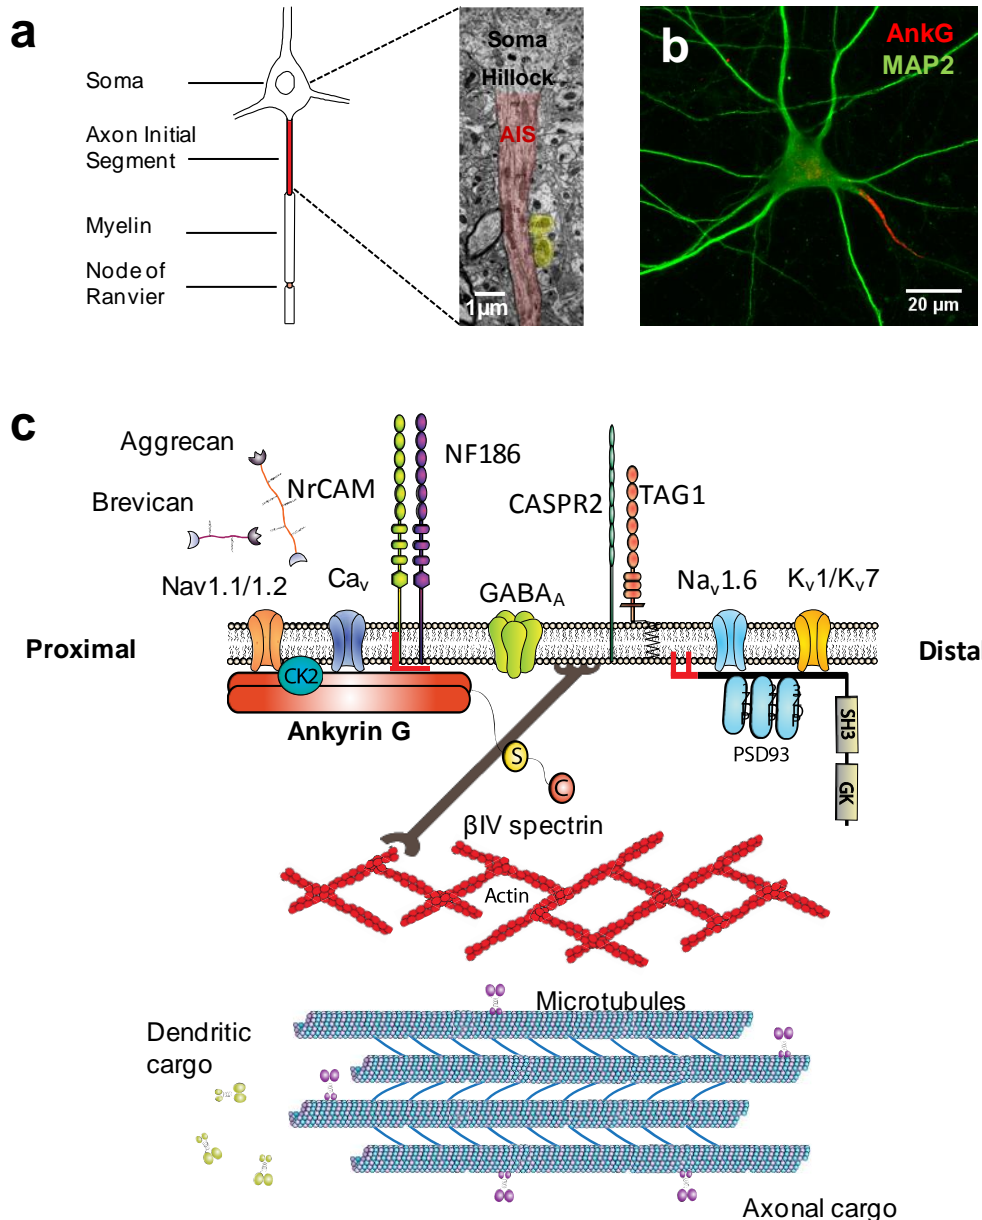 a
Soma
Axon Initial
Segment
Myelin
Node of
Ranvier
Soma
Hillock
AIS
1µm
b
AnkG
MAP2
20 µm
c
Aggrecan
Brevican
NrCAM
NF186
CASPR2
TAG1
Nav1.1/1.2
Cav
GABAA
Nav1.6
Kv1/Kv7
Proximal
Distal
CK2
Ankyrin G
PSD93
SH3
GK
S
C
βIV spectrin
Actin
Microtubules
Dendritic
cargo
Axonal cargo